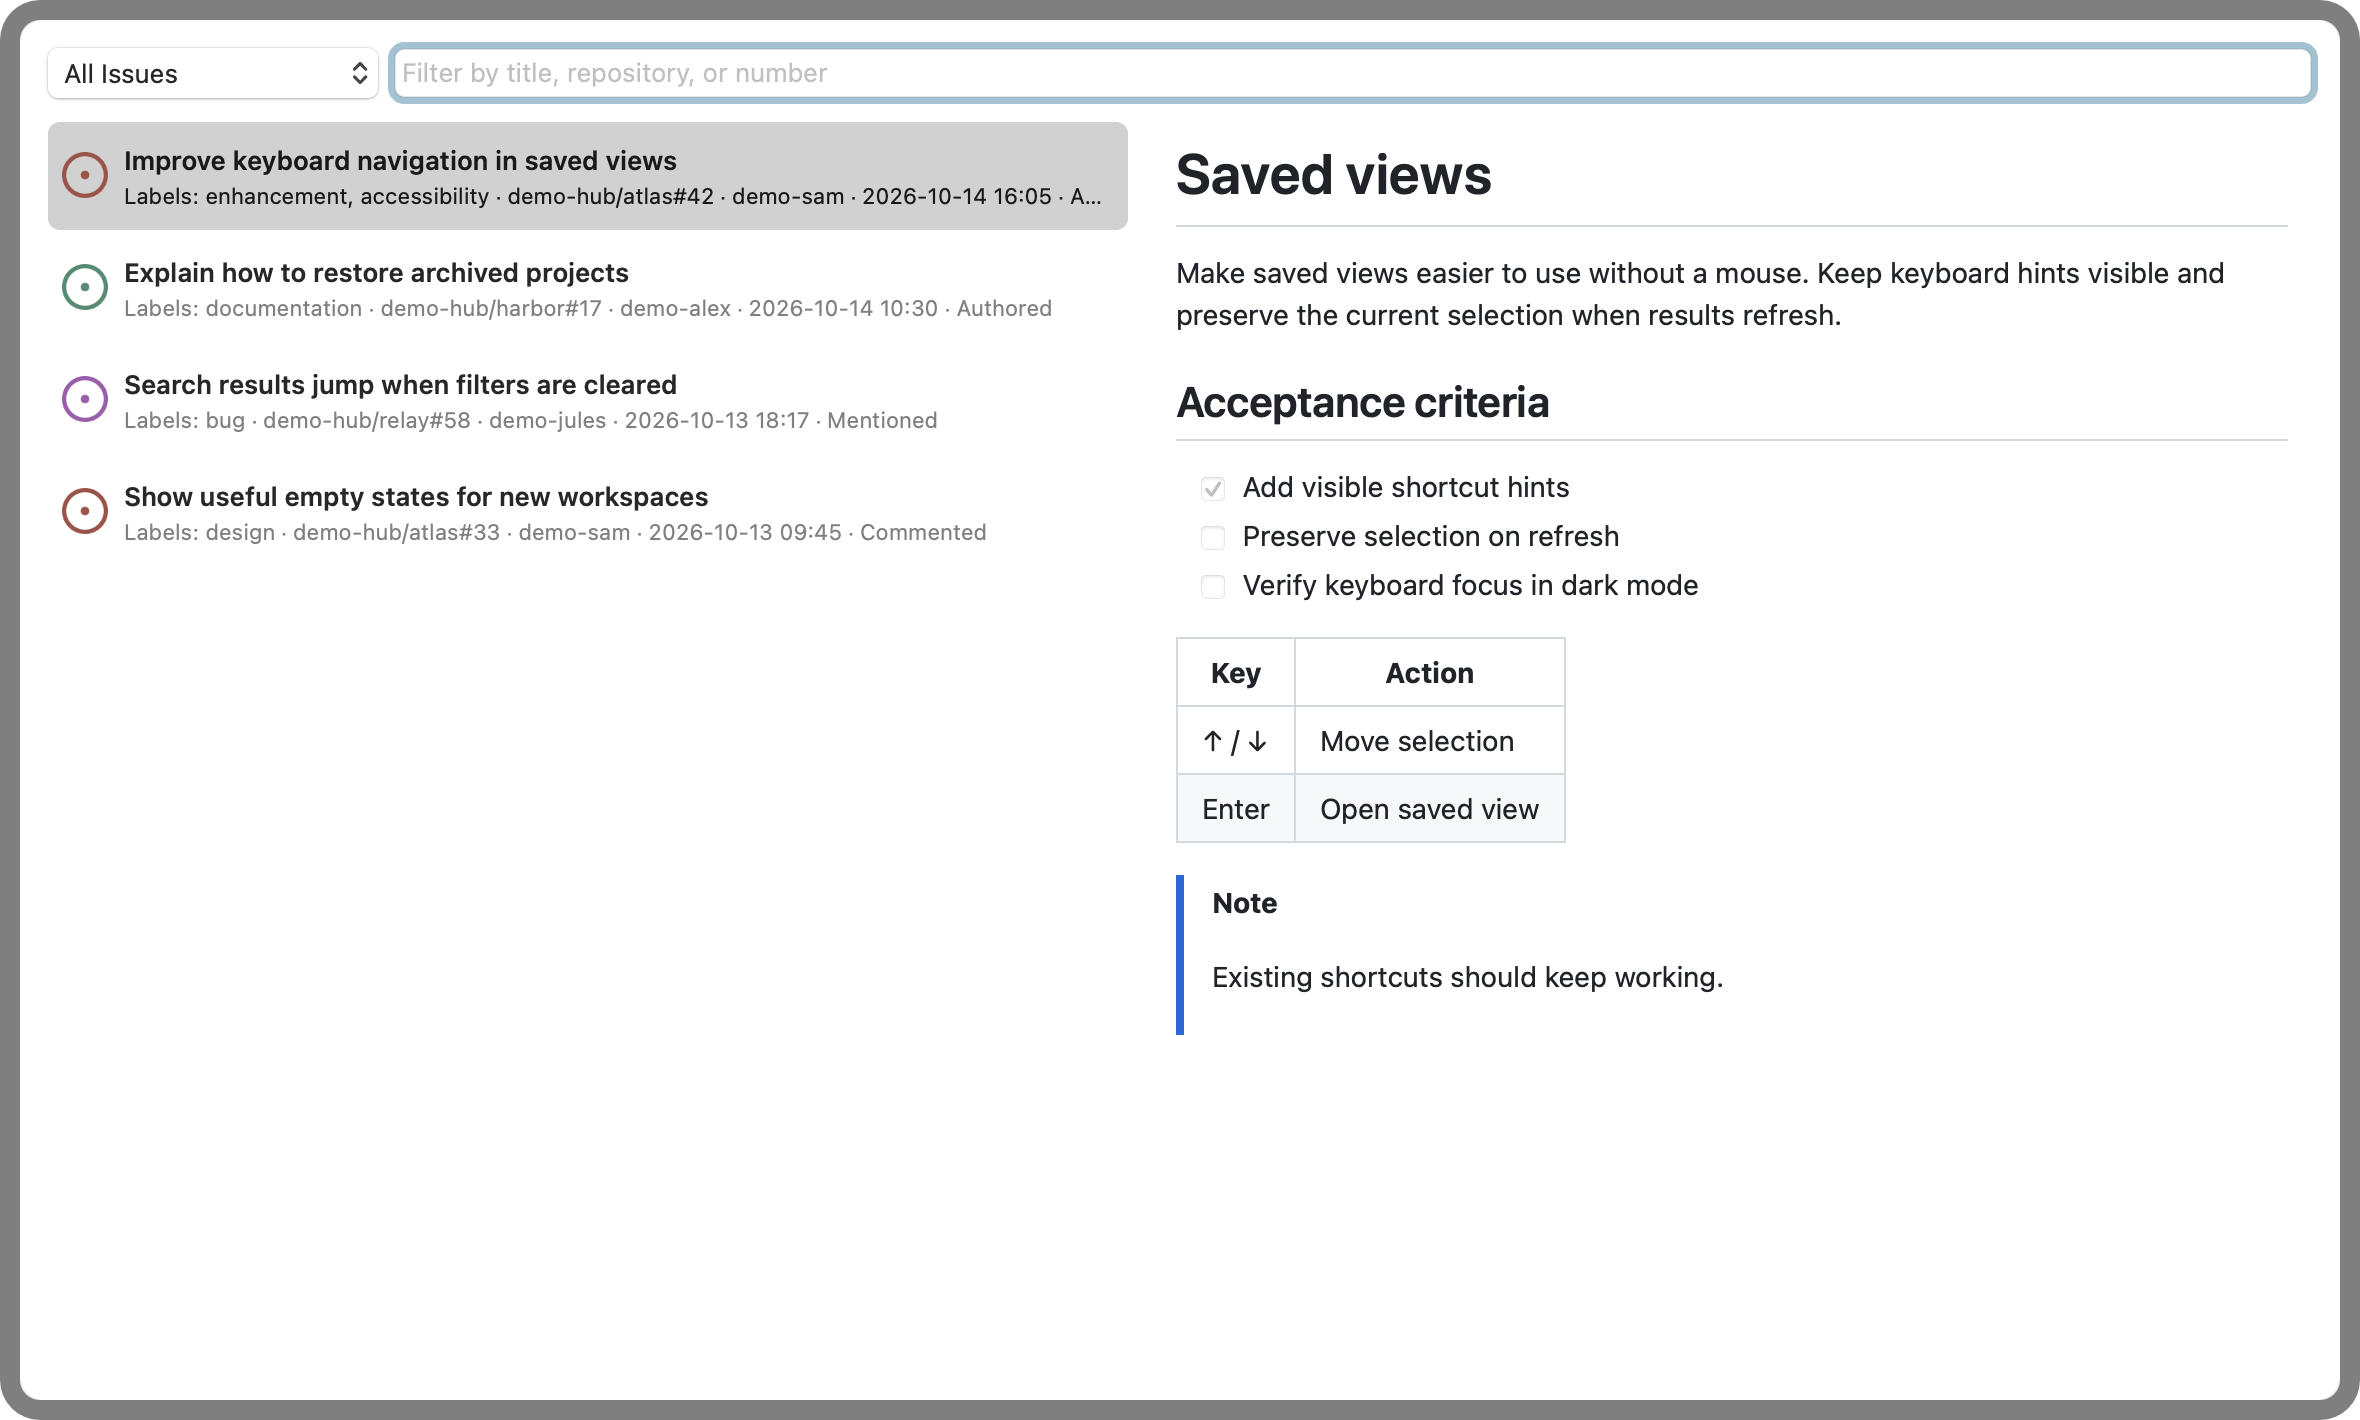 All Issues
Filter by title, repository, or number
Improve keyboard navigation in saved views
Labels: enhancement, accessibility · demo-hub/atlas#42 · demo-sam · 2026-10-14 16:05 · A...
Explain how to restore archived projects
Labels: documentation · demo-hub/harbor#17 · demo-alex · 2026-10-14 10:30 · Authored
Search results jump when filters are cleared
Labels: bug · demo-hub/relay#58 · demo-jules · 2026-10-13 18:17 · Mentioned
Show useful empty states for new workspaces
Labels: design · demo-hub/atlas#33 · demo-sam · 2026-10-13 09:45 · Commented
Saved views
Make saved views easier to use without a mouse. Keep keyboard hints visible and
preserve the current selection when results refresh.
Acceptance criteria
Add visible shortcut hints
Preserve selection on refresh
Verify keyboard focus in dark mode
Key Action
↑ / ↓ Move selection
Enter Open saved view
Note
Existing shortcuts should keep working.